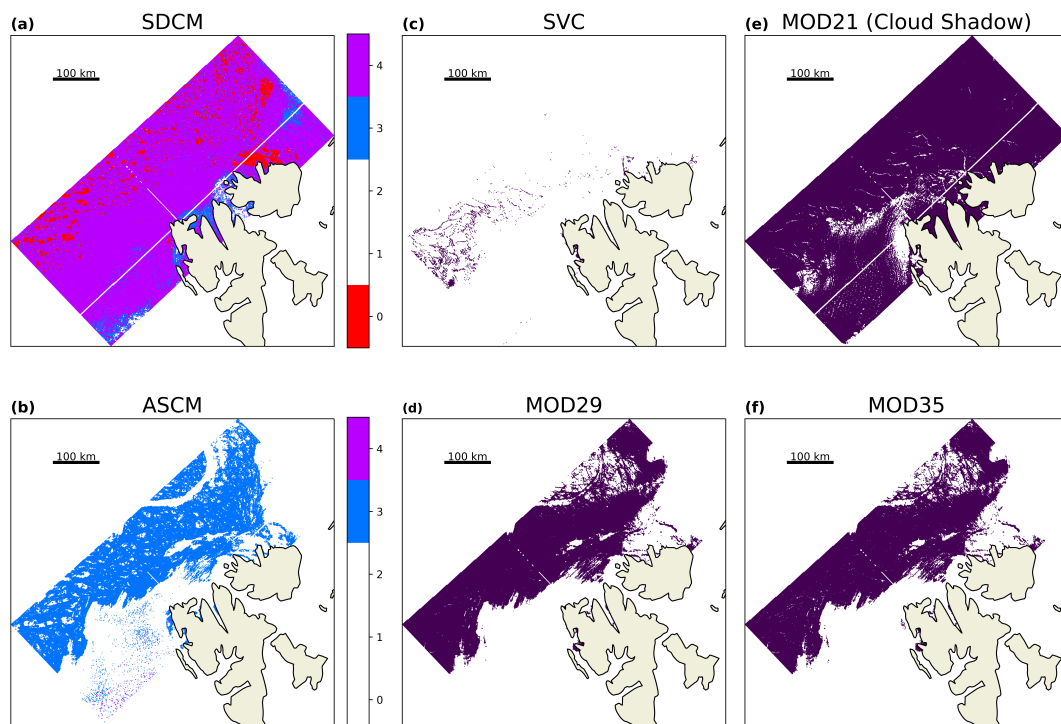 (a) SDCM
100 km
4
3
2
1
0
(c) SVC
100 km
(e) MOD21 (Cloud Shadow)
100 km
(b) ASCM
100 km
4
3
2
1
0
(d) MOD29
100 km
(f) MOD35
100 km